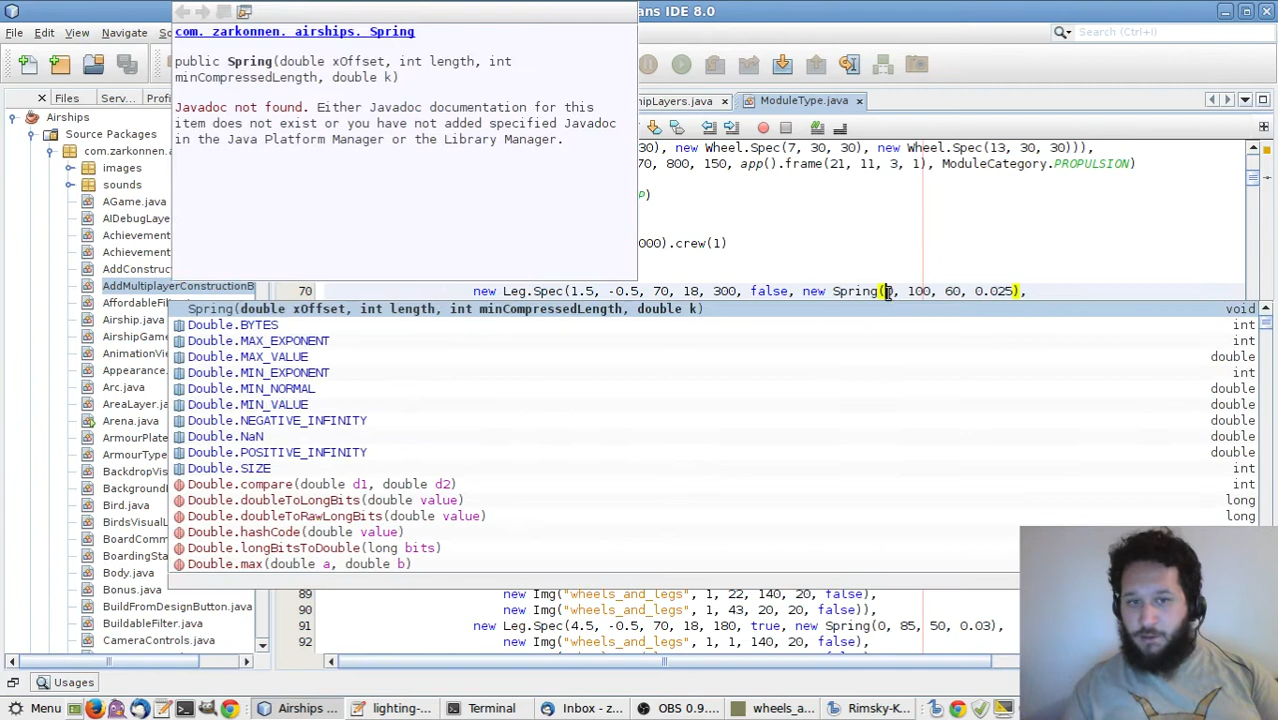 ans IDE 8.0
File Edit View Navigate
Search (Ctrl+I)
Files Serv... hipLayers.java ModuleType.java
Airships
Source Packages
images
sounds
AGame.java
AIDebugLaye
Achievement
Achievement
AddConstruc
AddMultiplayerConstructionB
AffordableFilter
Airship.java
AirshipGame
AnimationVi
Appearance.
Arc.java
AreaLayer.ja
Arena.java
ArmourPlate
ArmourType
BackdropVis
Background
Bird.java
BirdsVisualL
BoardComm
BoardingSta
Body.java
Bonus.java
BuildFromDesignButton.java
BuildableFilter.java
CameraControls.java
com. zarkonnen. airships. Spring
public Spring(double xOffset, int length, int
minCompressedLength, double k)
Javadoc not found. Either Javadoc documentation for this
item does not exist or you have not added specified Javadoc
in the Java Platform Manager or the Library Manager.
30), new Wheel.Spec(7, 30, 30), new Wheel.Spec(13, 30, 30))),
70, 800, 150, app().frame(21, 11, 3, 1), ModuleCategory.PROPULSION)
P)
000).crew(1)
70 new Leg.Spec(1.5, -0.5, 70, 18, 300, false, new Spring(0, 100, 60, 0.025),
Spring(double xOffset, int length, int minCompressedLength, double k) void
Double.BYTES int
Double.MAX_EXPONENT int
Double.MAX_VALUE double
Double.MIN_EXPONENT int
Double.MIN_NORMAL double
Double.MIN_VALUE double
Double.NEGATIVE_INFINITY double
Double.NaN double
Double.POSITIVE_INFINITY double
Double.SIZE int
Double.compare(double d1, double d2) int
Double.doubleToLongBits(double value) long
Double.doubleToRawLongBits(double value) long
Double.hashCode(double value)
Double.longBitsToDouble(long bits)
Double.max(double a, double b)
89 new Img("wheels_and_legs", 1, 22, 140, 20, false),
90 new Img("wheels_and_legs", 1, 43, 20, 20, false)),
91 new Leg.Spec(4.5, -0.5, 70, 18, 180, true, new Spring(0, 85, 50, 0.03),
92 new Img("wheels_and_legs", 1, 1, 140, 20, false),
Usages
Menu Airships ... lighting-... Terminal Inbox - z... OBS 0.9.... wheels_a... Rimsky-K...